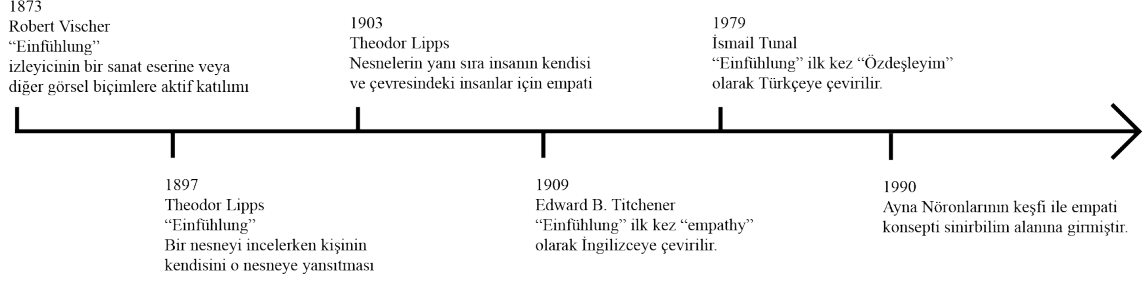 1873
Robert Vischer
“Einfühlung”
izleyicinin bir sanat eserine veya
diğer görsel biçimlere aktif katılımı
1903
Theodor Lipps
Nesnelerin yanı sıra insanın kendisi
ve çevresindeki insanlar için empati
1979
İsmail Tunal
“Einfühlung” ilk kez “Özdeşleyim”
olarak Türkçeye çevirilir.
1897
Theodor Lipps
“Einfühlung”
Bir nesneyi incelerken kişinin
kendisini o nesneye yansıtması
1909
Edward B. Titchener
“Einfühlung” ilk kez “empathy”
olarak İngilizceye çevirilir.
1990
Ayna Nöronlarının keşfi ile empati
konsepti sinirbilim alanına girmiştir.